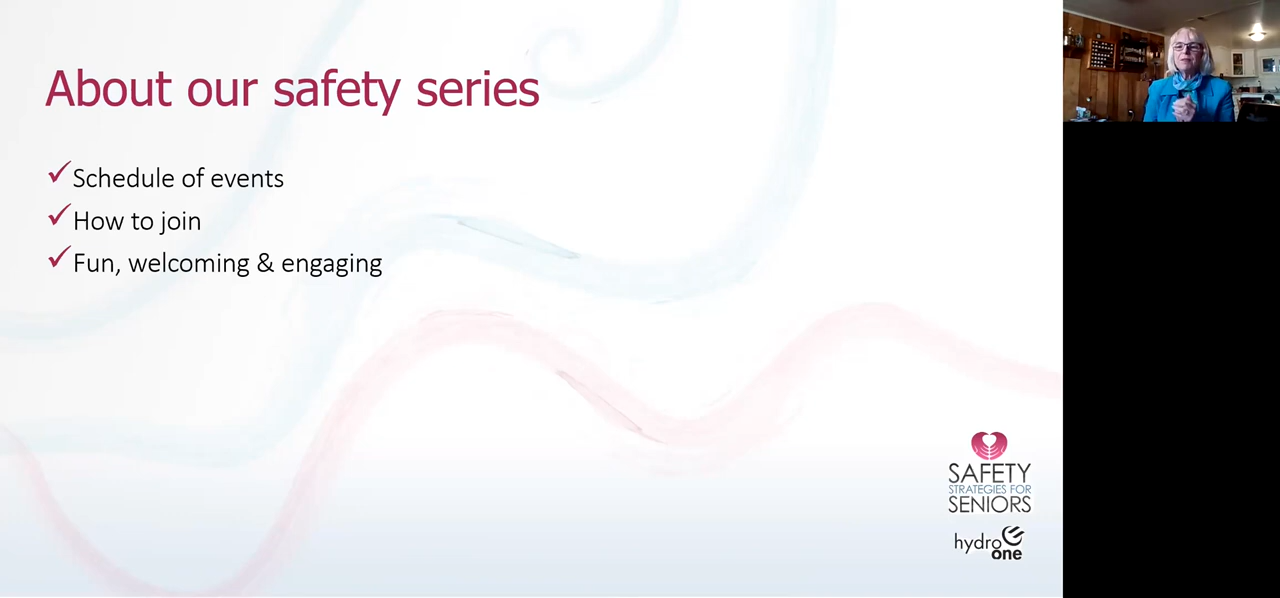 About our safety series
Schedule of events
How to join
Fun, welcoming & engaging
SAFETY
STRATEGIES FOR
SENIORS
hydro
one